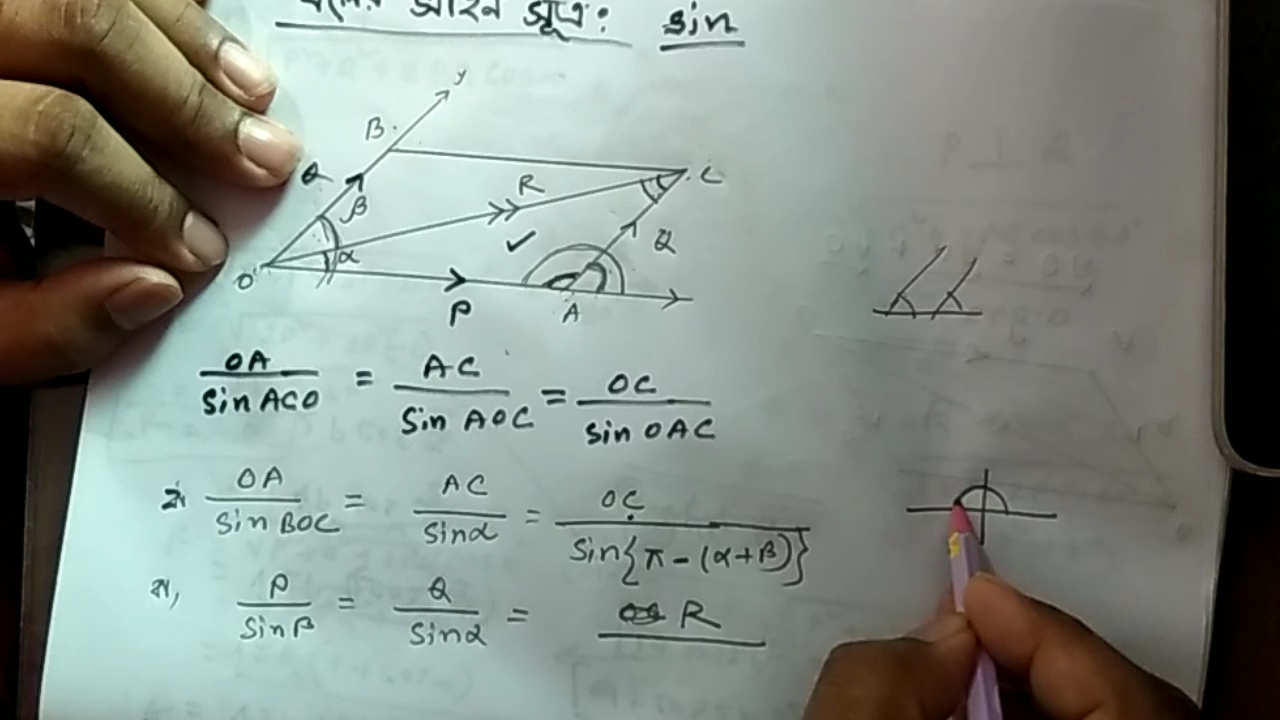 সাইন সূত্র: sin
y
B
Q
β
R
C
α
Q
O
P
A
OA / sin ACO = AC / sin AOC = OC / sin OAC
বা, OA / sin BOC = AC / sinα = OC / sin{π - (α+β)}
বা, P / sinβ = Q / sinα = R